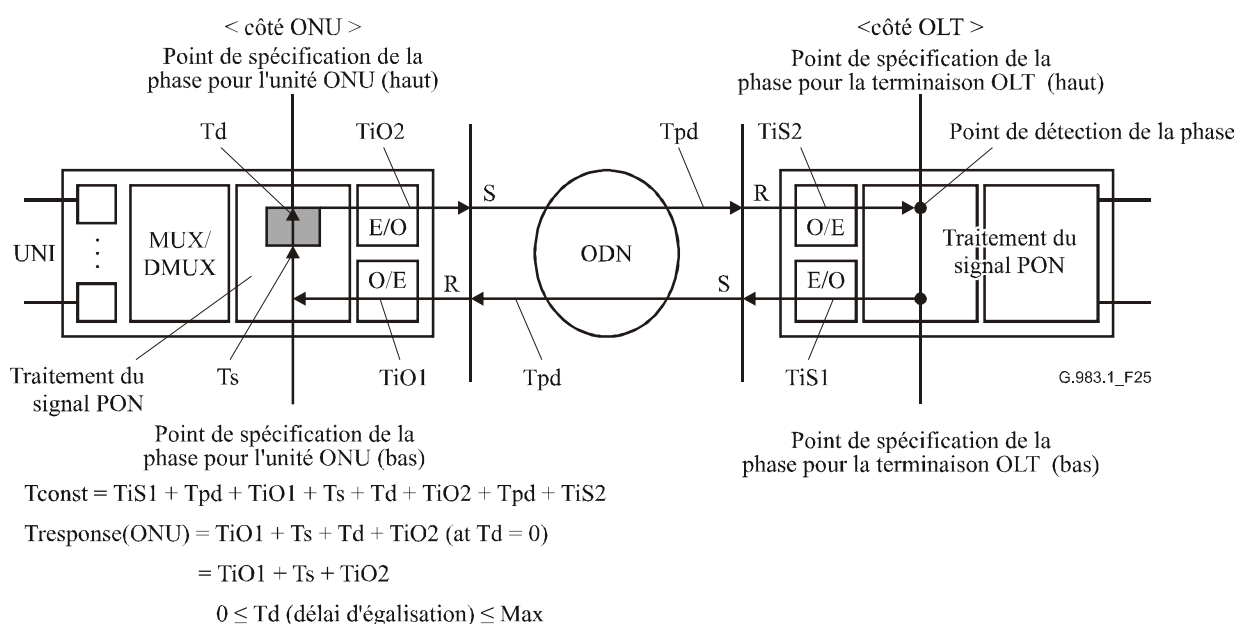 < côté ONU >
Point de spécification de la
phase pour l'unité ONU (haut)
<côté OLT >
Point de spécification de la
phase pour la terminaison OLT (haut)
Td
TiO2
Tpd
TiS2
Point de détection de la phase
S
R
UNI
MUX/
DMUX
E/O
O/E
ODN
O/E
E/O
Traitement du
signal PON
R
S
Traitement du
signal PON
Ts
TiO1
Tpd
TiS1
G.983.1_F25
Point de spécification de la
phase pour l'unité ONU (bas)
Point de spécification de la
phase pour la terminaison OLT (bas)
Tconst = TiS1 + Tpd + TiO1 + Ts + Td + TiO2 + Tpd + TiS2
Tresponse(ONU) = TiO1 + Ts + Td + TiO2 (at Td = 0)
= TiO1 + Ts + TiO2
0 ≤ Td (délai d'égalisation) ≤ Max